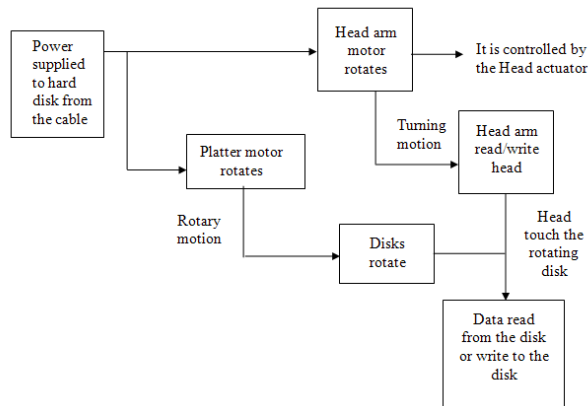 Power
supplied
to hard
disk from
the cable
Head arm
motor
rotates
It is controlled by
the Head actuator
Turning
motion
Head arm
read/write
head
Platter motor
rotates
Rotary
motion
Disks
rotate
Head
touch the
rotating
disk
Data read
from the disk
or write to the
disk